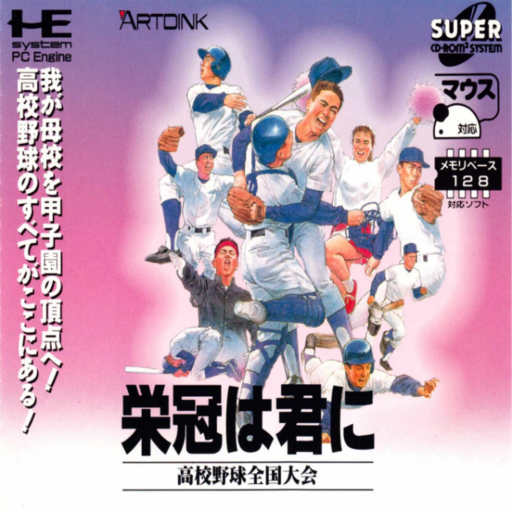 HE
system
PC Engine
ARTDINK
SUPER
CD-ROM² SYSTEM
マウス
対応
メモリベース
128
対応ソフト
我が母校を甲子園の頂点へ!
高校野球のすべてがここにある!
栄冠は君に
高校野球全国大会